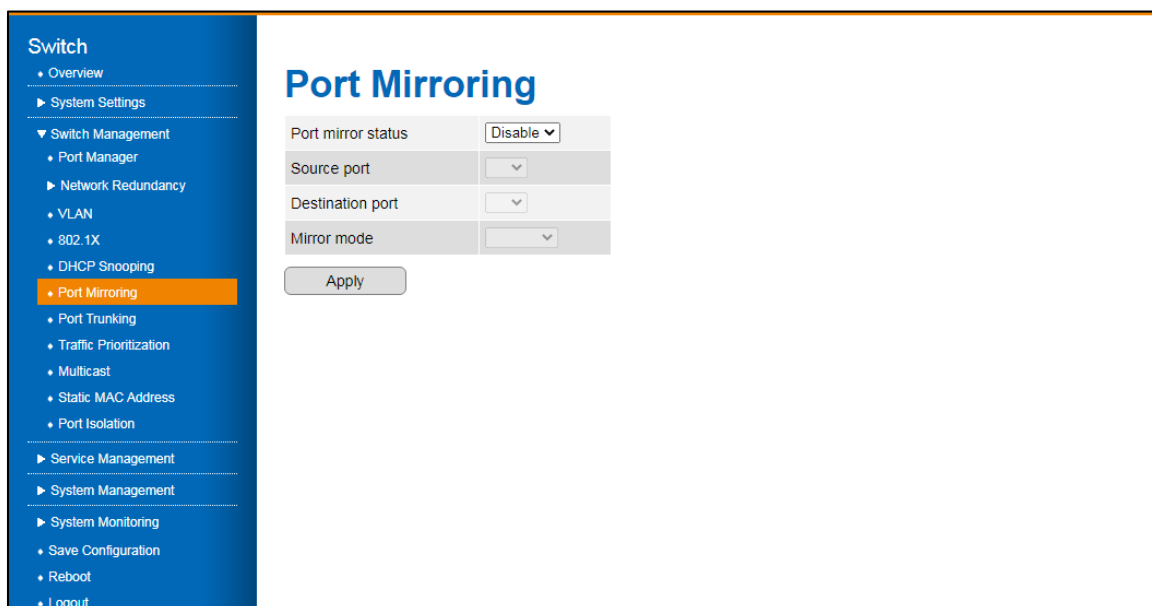 Switch
Overview
System Settings
Switch Management
Port Manager
Network Redundancy
VLAN
802.1X
DHCP Snooping
Port Mirroring
Port Trunking
Traffic Prioritization
Multicast
Static MAC Address
Port Isolation
Service Management
System Management
System Monitoring
Save Configuration
Reboot
Logout
Port Mirroring
Port mirror status Disable
Source port
Destination port
Mirror mode
Apply